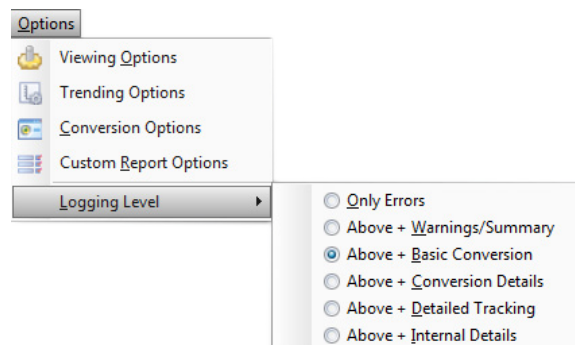 Options
Viewing Options
Trending Options
Conversion Options
Custom Report Options
Logging Level
Only Errors
Above + Warnings/Summary
Above + Basic Conversion
Above + Conversion Details
Above + Detailed Tracking
Above + Internal Details